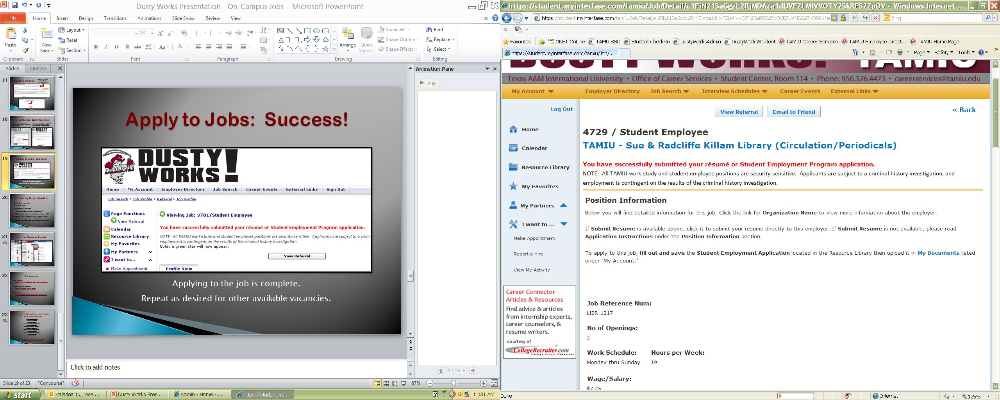 Dusty Works Presentation - On-Campus Jobs - Microsoft PowerPoint
File Home Insert Design Transitions Animations Slide Show Review View
Paste
New Slide
Layout
Reset
Section
18
Arrange
Quick Styles
Shape Fill
Shape Outline
Shape Effects
Find
Replace
Select
Clipboard Slides Font Paragraph Drawing Editing
Slides Outline
Animation Pane
Play
17
Applying for Jobs
18
Applying for Jobs: Submit Documents
19
Apply to Jobs: Success!
20
Preparing for an Interview
21
Career Services Events
22
Resources
23
Apply to Jobs: Success!
Dustdevils
DUSTY WORKS!
Home My Account Employer Directory Job Search Career Events External Links Sign Out
Job Search > Job Profile > Referral > Job Profile
Page Functions
View Referral
Calendar
Resource Library
My Favorites
My Partners
I want to...
Make Appointment
Viewing Job: 3781/Student Employee
You have successfully submitted your résumé or Student Employment Program application.
NOTE: All TAMIU work-study and student employee positions are security-sensitive. Applicants are subject to a crimin
employment is contingent on the results of the criminal history investigation.
Note: a green star will now appear.
View Referral
Profile View
Applying to the job is complete.
Repeat as desired for other available vacancies.
Click to add notes
Re-Order
Slide 19 of 23 "Concourse" 87%
start Valadez Jr., Jose ... Dusty Works Pres... Admin - Home - ... https://student.m... 11:31 AM
https://student.myinterfase.com/tamiu/Job/Detail/c1FiN21SaGgzL2RjMDAza1dUVFZLMlVVOTY2SkRES2ZpOV - Windows Internet ...
https://student.myinterfase.com/tamiu/Job/Detail/c1FiN21SaGgzL2RjMDAza1dUVFZLMlVVOTY2SkRES2ZpOVBZUXNSS2ZKOD01?s
Bing
Favorites ONET OnLine TAMU SSO Student Check-In DustyWorksAdmin DustyWorksStudent TAMIU Career Services TAMIU Employee Direct... TAMIU Home Page
https://student.myinterfase.com/tamiu/Job/...
Page Safety Tools
DUSTY WORKS! TAMIU
Texas A&M International University • Office of Career Services • Student Center, Room 114 • Phone: 956.326.4473 • careerservices@tamiu.edu
My Account Employer Directory Job Search Interview Schedules Career Events External Links
Log Out
View Referral Email to Friend
« Back
Home
Calendar
Resource Library
My Favorites
My Partners
I want to ...
Make Appointment
Report a Hire
View My Activity
Career Connector
Articles & Resources
Find advice & articles
from internship experts,
career counselors, &
resume writers.
courtesy of
CollegeRecruiter.com
College Career Connector
4729 / Student Employee
TAMIU - Sue & Radcliffe Killam Library (Circulation/Periodicals)
You have successfully submitted your résumé or Student Employment Program application.
NOTE: All TAMIU work-study and student employee positions are security-sensitive. Applicants are subject to a criminal history investigation, and
employment is contingent on the results of the criminal history investigation.
Position Information
Below you will find detailed information for this job. Click the link for Organization Name to view more information about the employer.
If Submit Resume is available above, click it to submit your resume directly to this employer. If Submit Resume is not available, please read
Application Instructions under the Position Information section.
To apply to this job, fill out and save the Student Employment Application located in the Resource Library then upload it in My Documents listed
under "My Account."
Job Reference Num:
LIBR-1217
No of Openings:
2
Work Schedule: Hours per Week:
Monday thru Sunday 19
Wage/Salary:
$7.25
Done Internet 125%